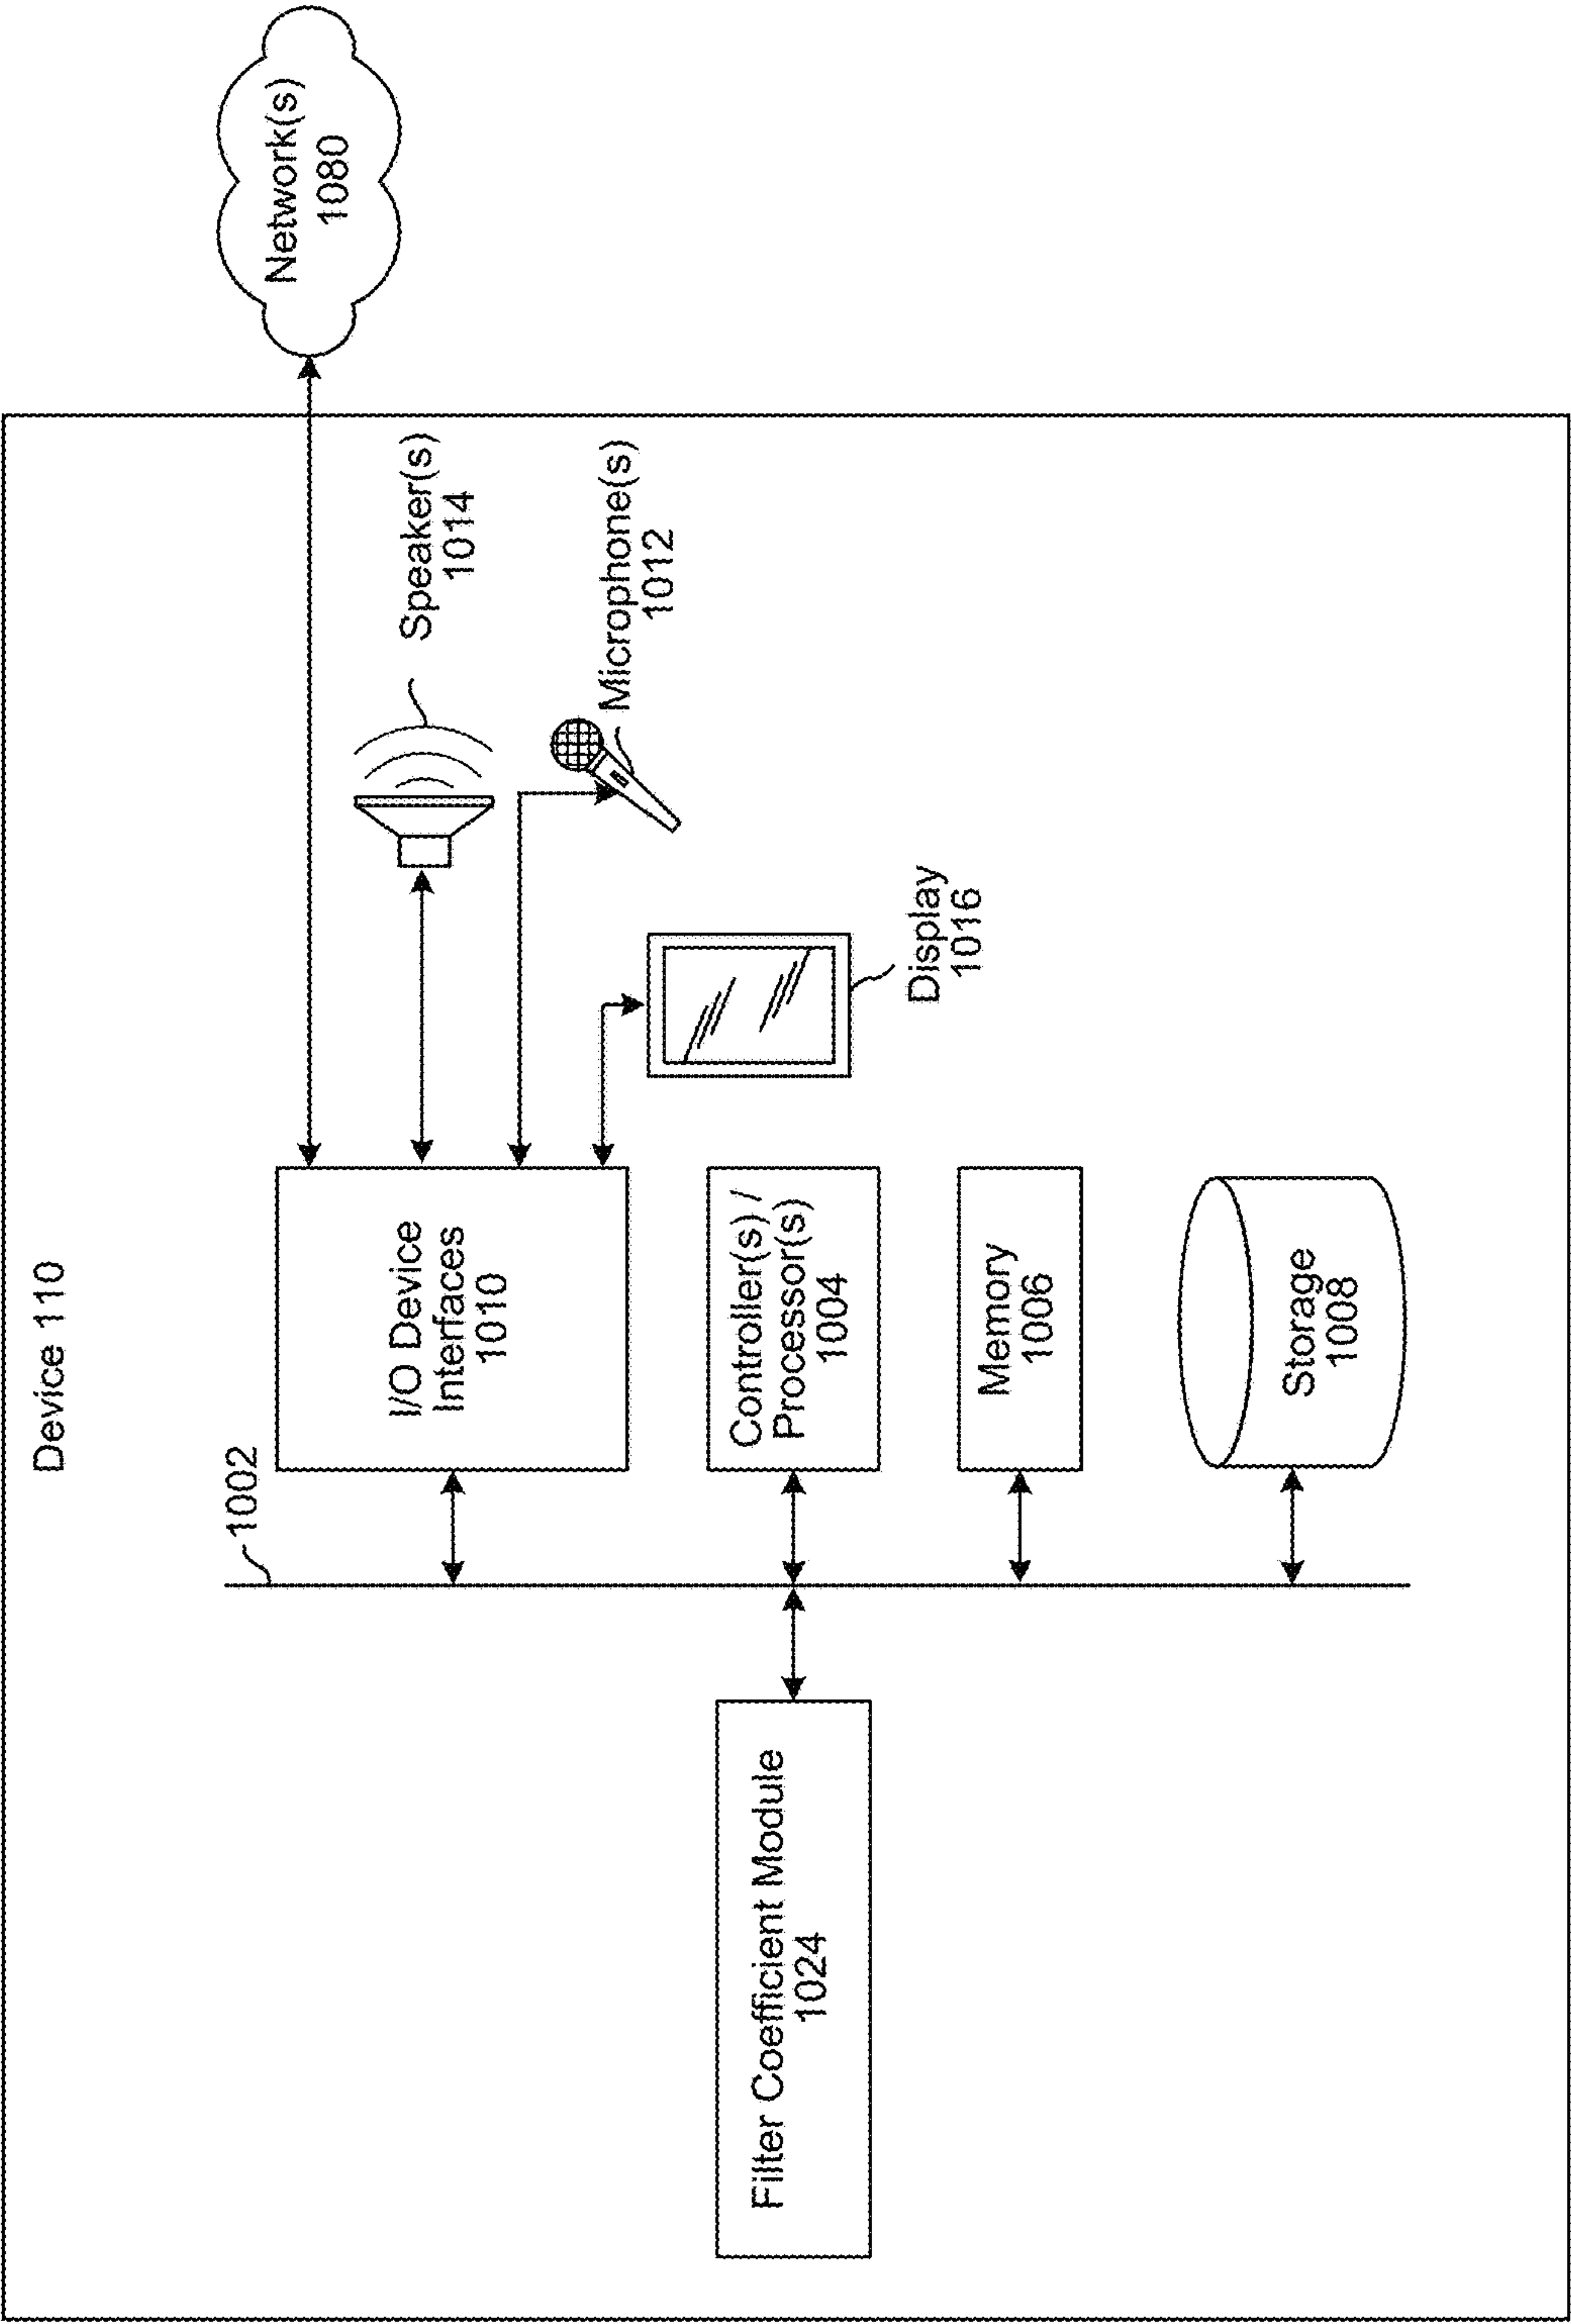 Device 110
1002
I/O Device
Interfaces
1010
Network(s)
1080
Speaker(s)
1014
Microphone(s)
1012
Display
1016
Filter Coefficient Module
1024
Controller(s) /
Processor(s)
1004
Memory
1006
Storage
1008